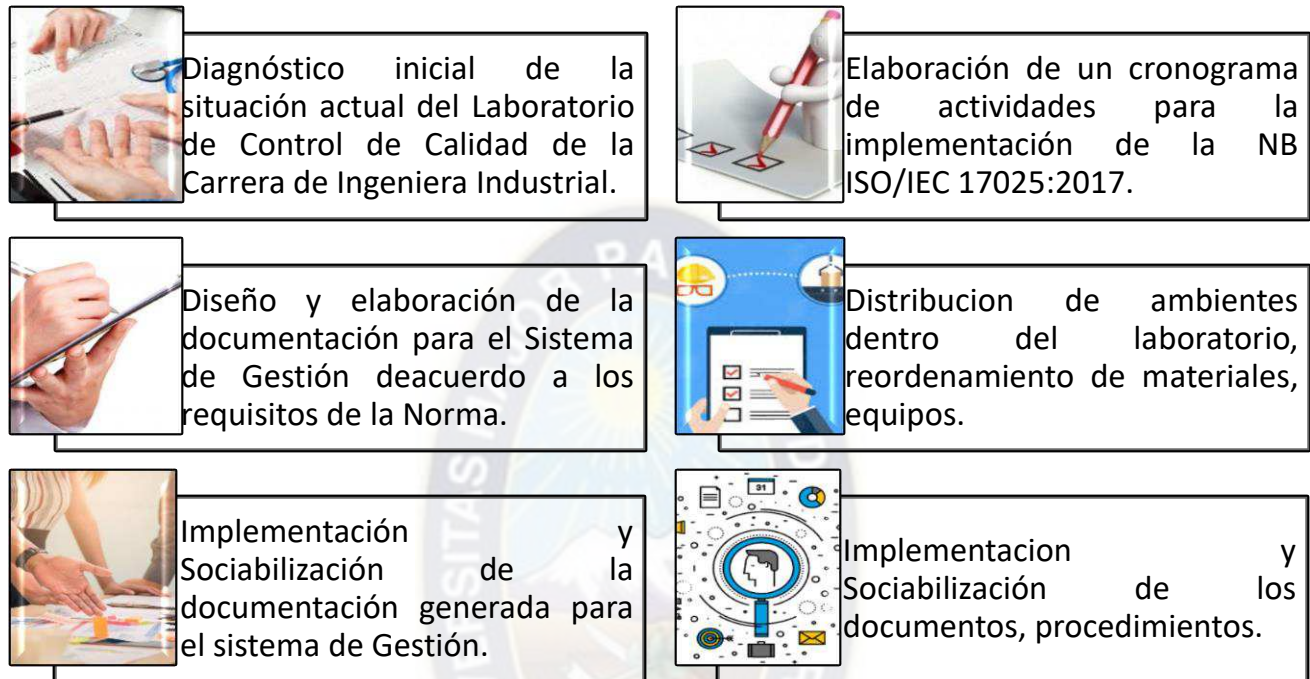 Diagnóstico inicial de la
situación actual del Laboratorio
de Control de Calidad de la
Carrera de Ingeniera Industrial.
Elaboración de un cronograma
de actividades para la
implementación de la NB
ISO/IEC 17025:2017.
Diseño y elaboración de la
documentación para el Sistema
de Gestión deacuerdo a los
requisitos de la Norma.
Distribucion de ambientes
dentro del laboratorio,
reordenamiento de materiales,
equipos.
Implementación y
Sociabilización de la
documentación generada para
el sistema de Gestión.
31
Implementacion y
Sociabilización de los
documentos, procedimientos.